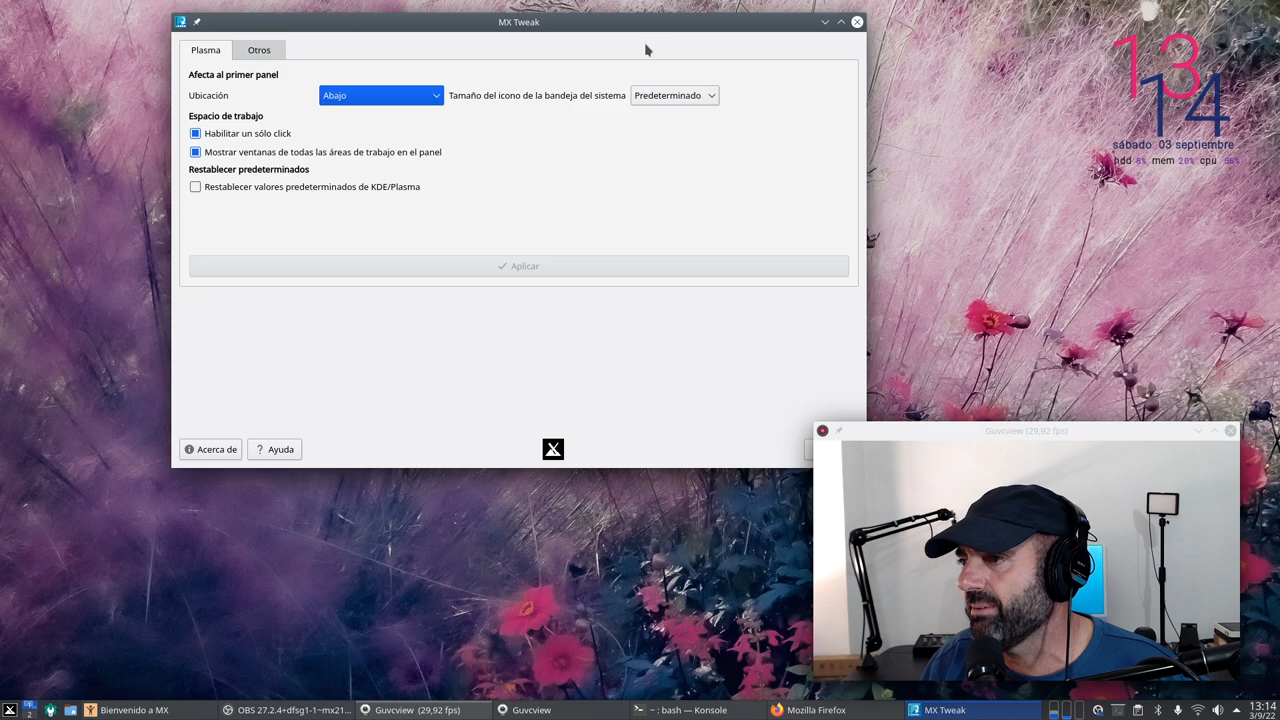 MX Tweak
Plasma
Otros
Afecta al primer panel
Ubicación
Abajo
Tamaño del icono de la bandeja del sistema
Predeterminado
Espacio de trabajo
Habilitar un sólo click
Mostrar ventanas de todas las áreas de trabajo en el panel
Restablecer predeterminados
Restablecer valores predeterminados de KDE/Plasma
Aplicar
Acerca de
? Ayuda
13
14
sábado 03 septiembre
hdd 6% mem 20% cpu 56%
Guvcview (29,92 fps)
2
Bienvenido a MX
OBS 27.2.4+dfsg1-1~mx21...
Guvcview (29,92 fps)
Guvcview
~ : bash — Konsole
Mozilla Firefox
MX Tweak
13:14
3/9/22